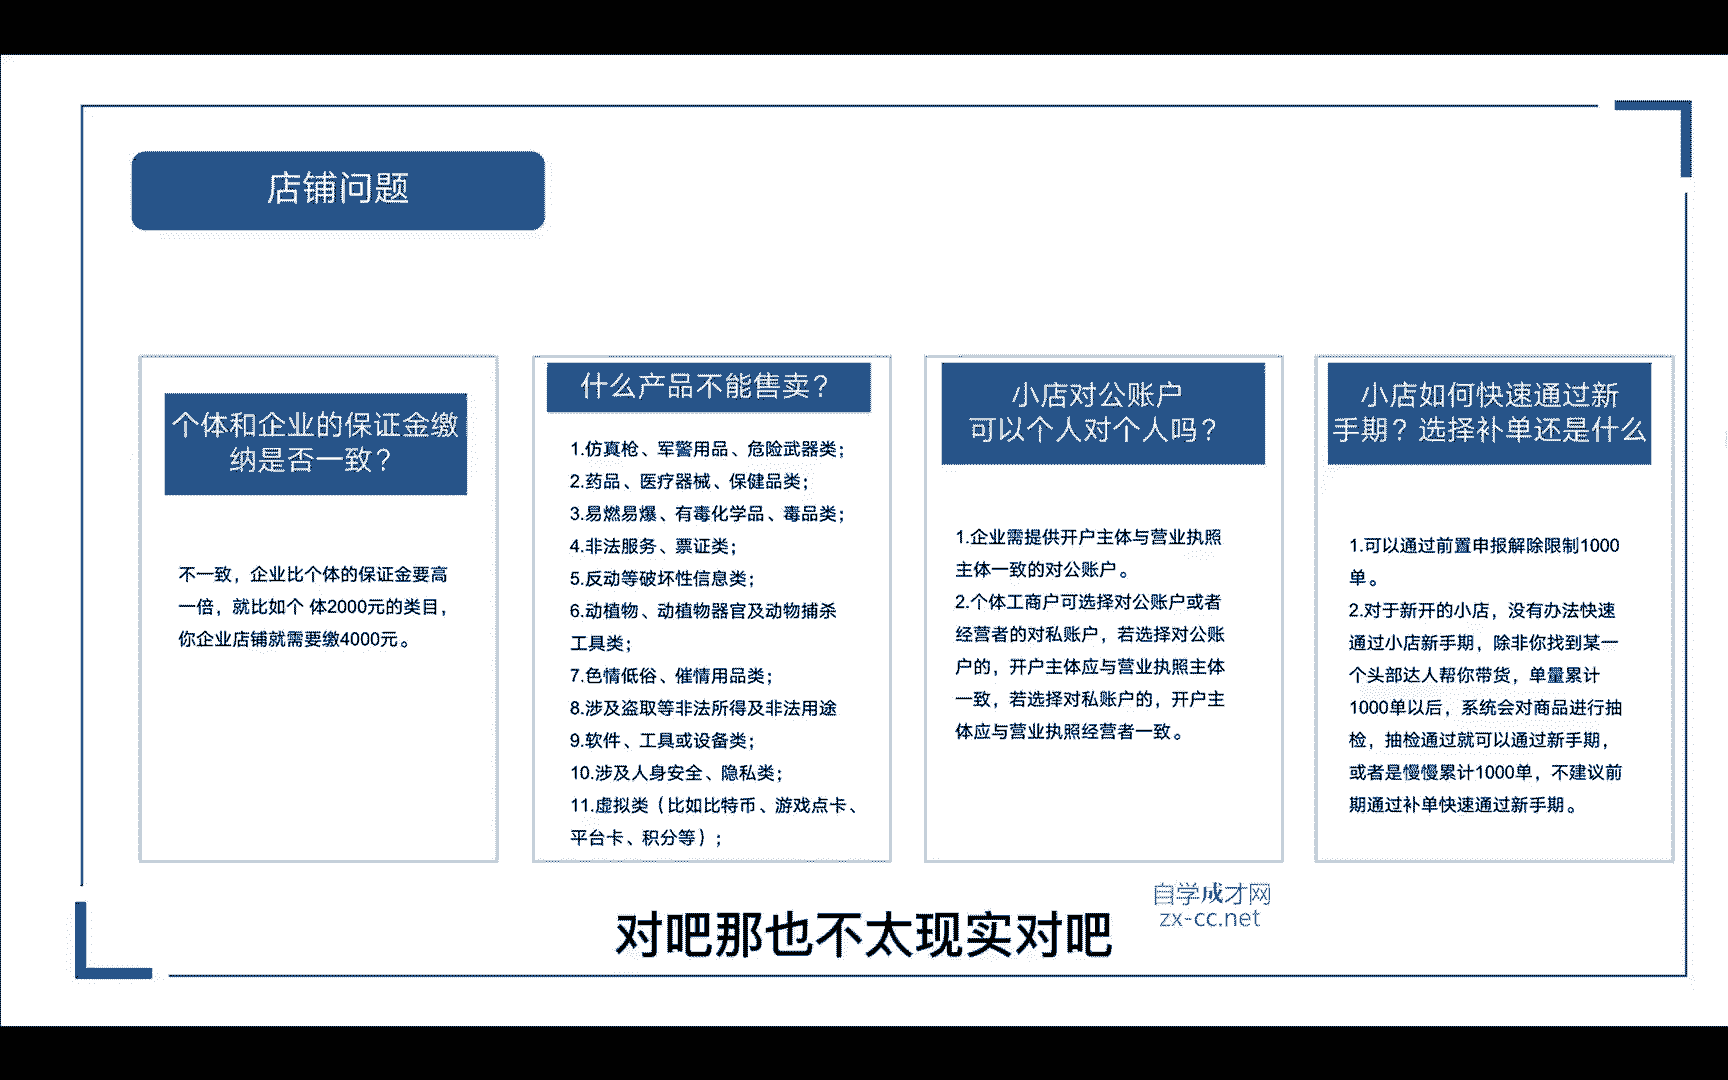 店铺问题
个体和企业的保证金缴
纳是否一致？
不一致，企业比个体的保证金要高
一倍，就比如个 体2000元的类目，
你企业店铺就需要缴4000元。
什么产品不能售卖？
1.仿真枪、军警用品、危险武器类；
2.药品、医疗器械、保健品类；
3.易燃易爆、有毒化学品、毒品类；
4.非法服务、票证类；
5.反动等破坏性信息类；
6.动植物、动植物器官及动物捕杀
工具类；
7.色情低俗、催情用品类；
8.涉及盗取等非法所得及非法用途
9.软件、工具或设备类；
10.涉及人身安全、隐私类；
11.虚拟类（比如比特币、游戏点卡、
平台卡、积分等）；
小店对公账户
可以个人对个人吗？
1.企业需提供开户主体与营业执照
主体一致的对公账户。
2.个体工商户可选择对公账户或者
经营者的对私账户，若选择对公账
户的，开户主体应与营业执照主体
一致，若选择对私账户的，开户主
体应与营业执照经营者一致。
小店如何快速通过新
手期？选择补单还是什么
1.可以通过前置申报解除限制1000
单。
2.对于新开的小店，没有办法快速
通过小店新手期，除非你找到某一
个头部达人帮你带货，单量累计
1000单以后，系统会对商品进行抽
检，抽检通过就可以通过新手期，
或者是慢慢累计1000单，不建议前
期通过补单快速通过新手期。
自学成才网
zx-cc.net
对吧那也不太现实对吧